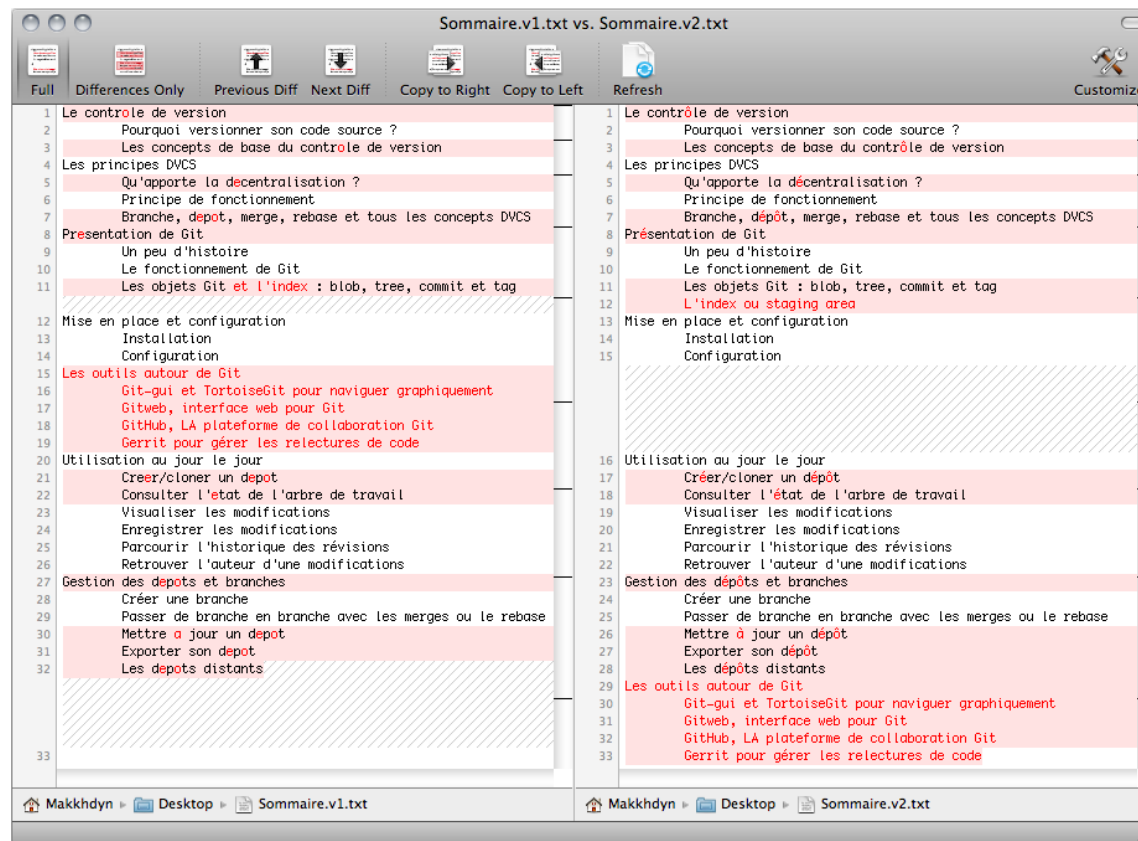 Sommaire.v1.txt vs. Sommaire.v2.txt
Full Differences Only Previous Diff Next Diff Copy to Right Copy to Left Refresh Customize
1 Le controle de version
2 Pourquoi versionner son code source ?
3 Les concepts de base du controle de version
4 Les principes DVCS
5 Qu'apporte la decentralisation ?
6 Principe de fonctionnement
7 Branche, depot, merge, rebase et tous les concepts DVCS
8 Presentation de Git
9 Un peu d'histoire
10 Le fonctionnement de Git
11 Les objets Git et l'index : blob, tree, commit et tag
12 Mise en place et configuration
13 Installation
14 Configuration
15 Les outils autour de Git
16 Git-gui et TortoiseGit pour naviguer graphiquement
17 Gitweb, interface web pour Git
18 GitHub, LA plateforme de collaboration Git
19 Gerrit pour gérer les relectures de code
20 Utilisation au jour le jour
21 Creer/cloner un depot
22 Consulter l'etat de l'arbre de travail
23 Visualiser les modifications
24 Enregistrer les modifications
25 Parcourir l'historique des révisions
26 Retrouver l'auteur d'une modifications
27 Gestion des depots et branches
28 Créer une branche
29 Passer de branche en branche avec les merges ou le rebase
30 Mettre a jour un depot
31 Exporter son depot
32 Les depots distants
33
1 Le contrôle de version
2 Pourquoi versionner son code source ?
3 Les concepts de base du contrôle de version
4 Les principes DVCS
5 Qu'apporte la décentralisation ?
6 Principe de fonctionnement
7 Branche, dépôt, merge, rebase et tous les concepts DVCS
8 Présentation de Git
9 Un peu d'histoire
10 Le fonctionnement de Git
11 Les objets Git : blob, tree, commit et tag
12 L'index ou staging area
13 Mise en place et configuration
14 Installation
15 Configuration
16 Utilisation au jour le jour
17 Créer/cloner un dépôt
18 Consulter l'état de l'arbre de travail
19 Visualiser les modifications
20 Enregistrer les modifications
21 Parcourir l'historique des révisions
22 Retrouver l'auteur d'une modifications
23 Gestion des dépôts et branches
24 Créer une branche
25 Passer de branche en branche avec les merges ou le rebase
26 Mettre à jour un dépôt
27 Exporter son dépôt
28 Les dépôts distants
29 Les outils autour de Git
30 Git-gui et TortoiseGit pour naviguer graphiquement
31 Gitweb, interface web pour Git
32 GitHub, LA plateforme de collaboration Git
33 Gerrit pour gérer les relectures de code
Makkhdyn Desktop Sommaire.v1.txt
Makkhdyn Desktop Sommaire.v2.txt